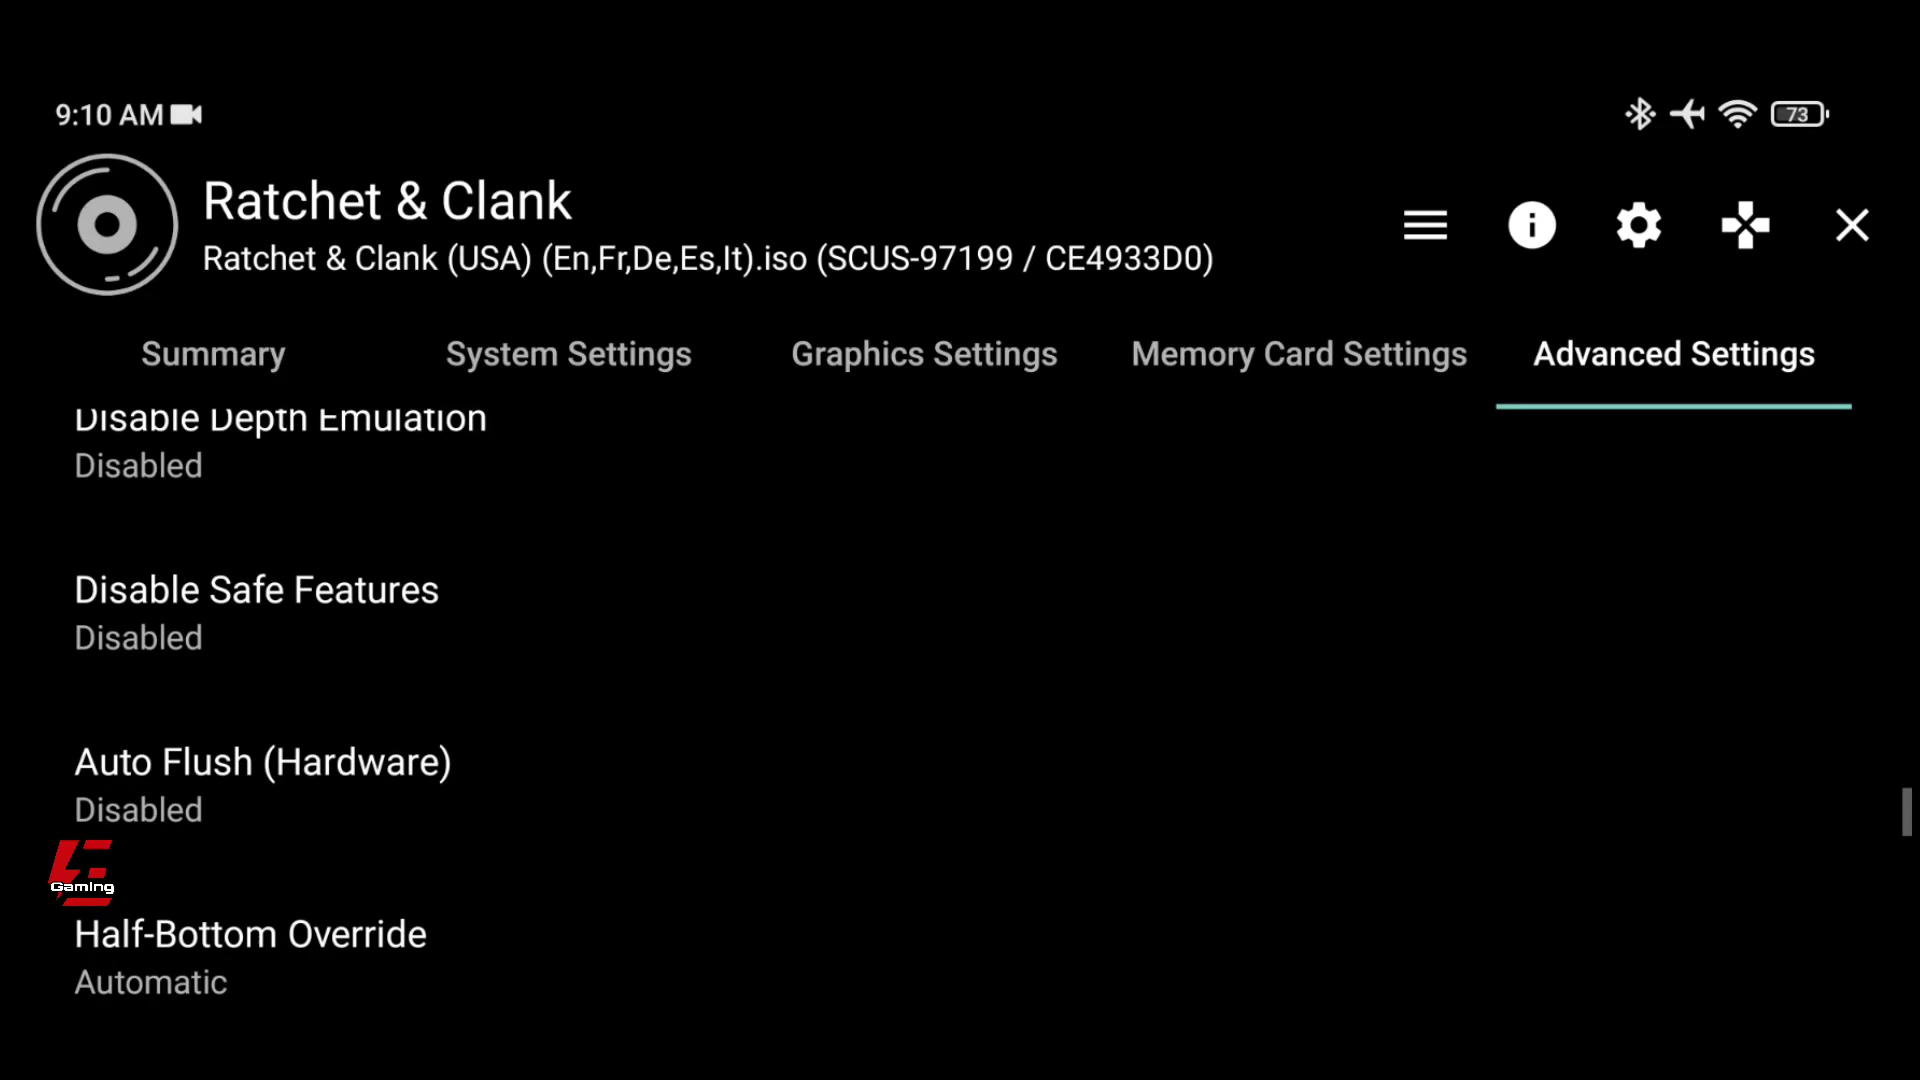 9:10 AM
73
Ratchet & Clank
Ratchet & Clank (USA) (En,Fr,De,Es,It).iso (SCUS-97199 / CE4933D0)
Summary
System Settings
Graphics Settings
Memory Card Settings
Advanced Settings
Disable Depth Emulation
Disabled
Disable Safe Features
Disabled
Auto Flush (Hardware)
Disabled
Gaming
Half-Bottom Override
Automatic